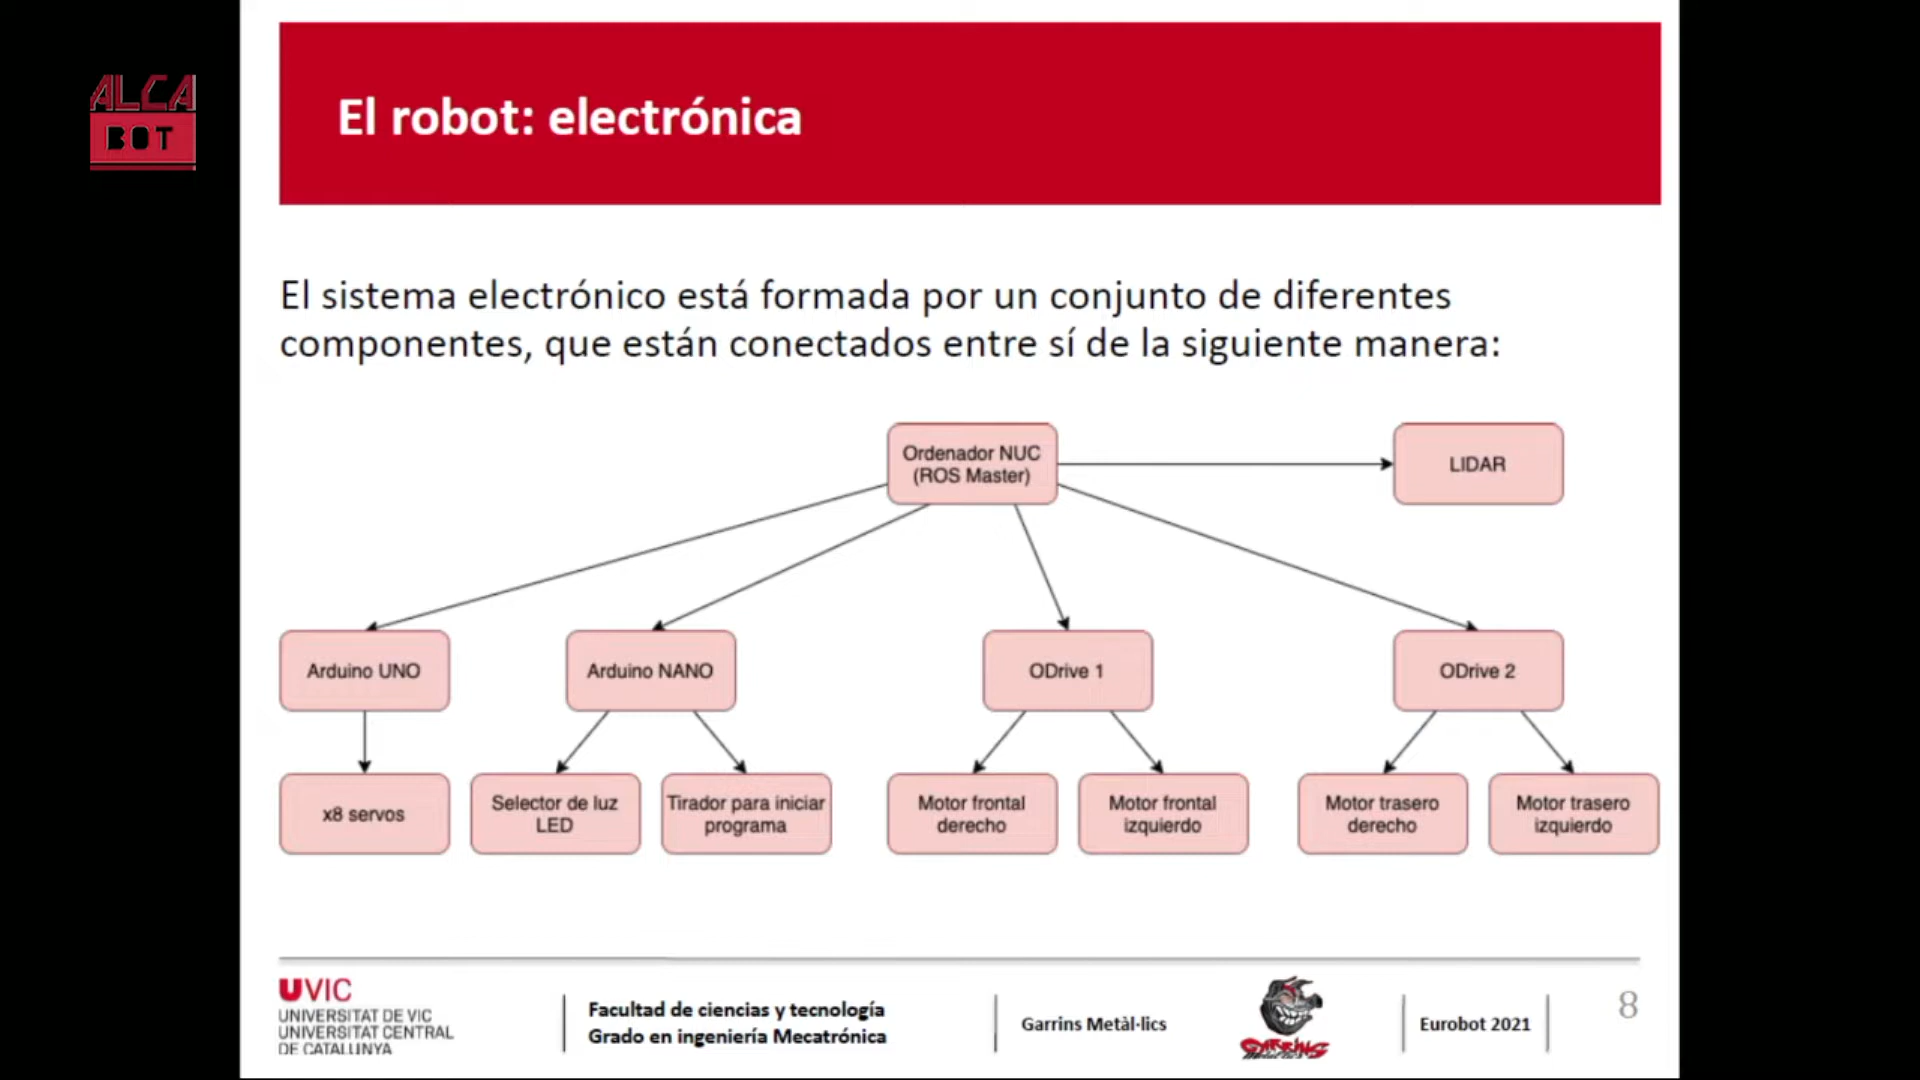 ALCA
BOT
El robot: electrónica
El sistema electrónico está formada por un conjunto de diferentes
componentes, que están conectados entre sí de la siguiente manera:
Ordenador NUC
(ROS Master)
LIDAR
Arduino UNO
Arduino NANO
ODrive 1
ODrive 2
x8 servos
Selector de luz
LED
Tirador para iniciar
programa
Motor frontal
derecho
Motor frontal
izquierdo
Motor trasero
derecho
Motor trasero
izquierdo
UVIC
UNIVERSITAT DE VIC
UNIVERSITAT CENTRAL
DE CATALUNYA
Facultad de ciencias y tecnología
Grado en ingeniería Mecatrónica
Garrins Metàl·lics
GARRINS
Eurobot 2021
8